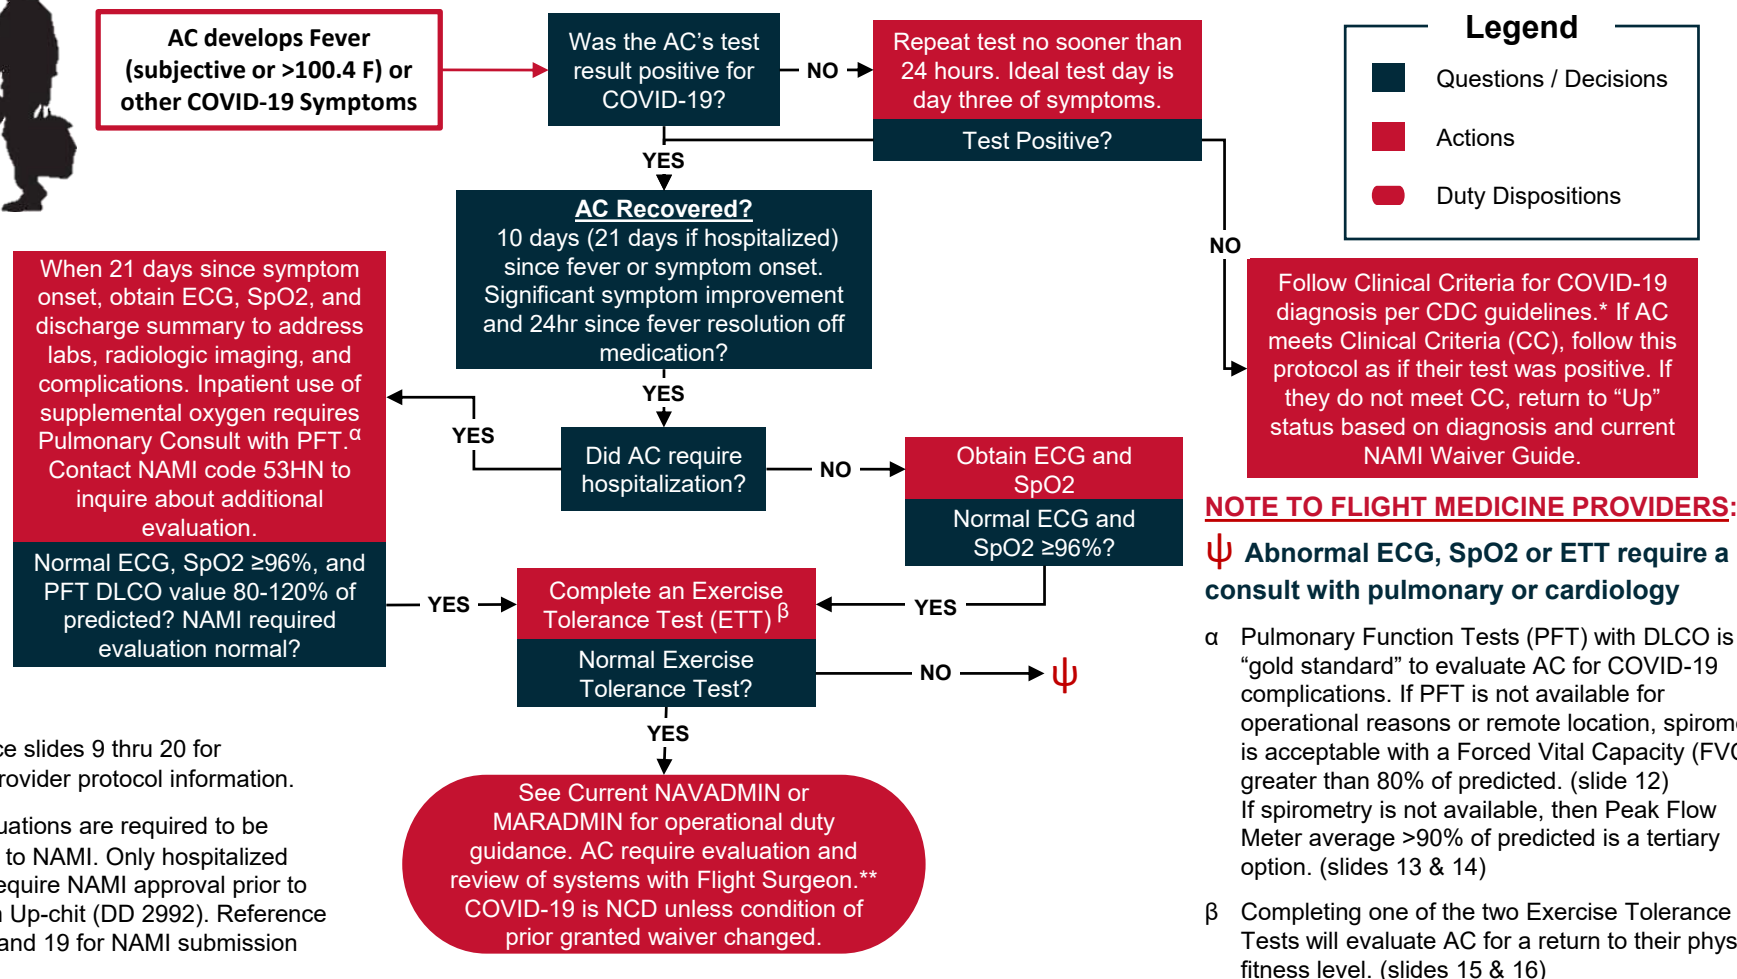 AC develops Fever
(subjective or >100.4 F) or
other COVID-19 Symptoms
Was the AC's test
result positive for
COVID-19?
NO
Repeat test no sooner than
24 hours. Ideal test day is
day three of symptoms.
Test Positive?
Legend
Questions / Decisions
Actions
Duty Dispositions
YES
NO
AC Recovered?
10 days (21 days if hospitalized)
since fever or symptom onset.
Significant symptom improvement
and 24hr since fever resolution off
medication?
YES
Follow Clinical Criteria for COVID-19
diagnosis per CDC guidelines.* If AC
meets Clinical Criteria (CC), follow this
protocol as if their test was positive. If
they do not meet CC, return to “Up”
status based on diagnosis and current
NAMI Waiver Guide.
When 21 days since symptom
onset, obtain ECG, SpO2, and
discharge summary to address
labs, radiologic imaging, and
complications. Inpatient use of
supplemental oxygen requires
Pulmonary Consult with PFT.α
Contact NAMI code 53HN to
inquire about additional
evaluation.
Normal ECG, SpO2 ≥96%, and
PFT DLCO value 80-120% of
predicted? NAMI required
evaluation normal?
YES
Did AC require
hospitalization?
NO
Obtain ECG and
SpO2
Normal ECG and
SpO2 ≥96%?
YES
Complete an Exercise
Tolerance Test (ETT) β
YES
Normal Exercise
Tolerance Test?
NO
ψ
YES
See Current NAVADMIN or
MARADMIN for operational duty
guidance. AC require evaluation and
review of systems with Flight Surgeon.**
COVID-19 is NCD unless condition of
prior granted waiver changed.
NOTE TO FLIGHT MEDICINE PROVIDERS:
ψ Abnormal ECG, SpO2 or ETT require a
consult with pulmonary or cardiology
α Pulmonary Function Tests (PFT) with DLCO is
“gold standard” to evaluate AC for COVID-19
complications. If PFT is not available for
operational reasons or remote location,
is acceptable with a Forced Vital Capacity
greater than 80% of predicted. (slide 12)
If spirometry is not available, then Peak Flow
Meter average >90% of predicted is a tertiary
option. (slides 13 & 14)
β Completing one of the two Exercise Tolerance
Tests will evaluate AC for a return to their
fitness level. (slides 15 & 16)
slides 9 thru 20 for
protocol information.
are required to be
to NAMI. Only hospitalized
require NAMI approval prior to
Up-chit (DD 2992). Reference
and 19 for NAMI submission